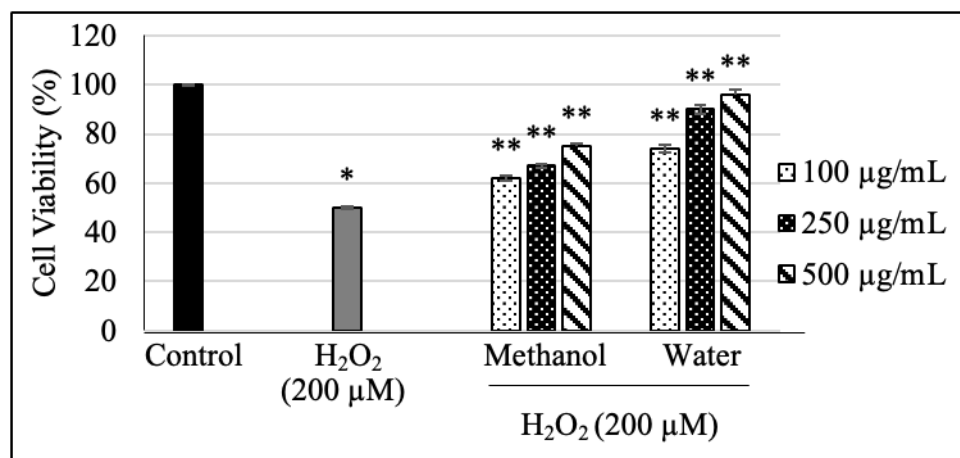 Cell Viability (%)
120
100
80
60
40
20
0
*
** ** **
** ** **
Control
H₂O₂
(200 µM)
Methanol
Water
H₂O₂ (200 µM)
100 µg/mL
250 µg/mL
500 µg/mL